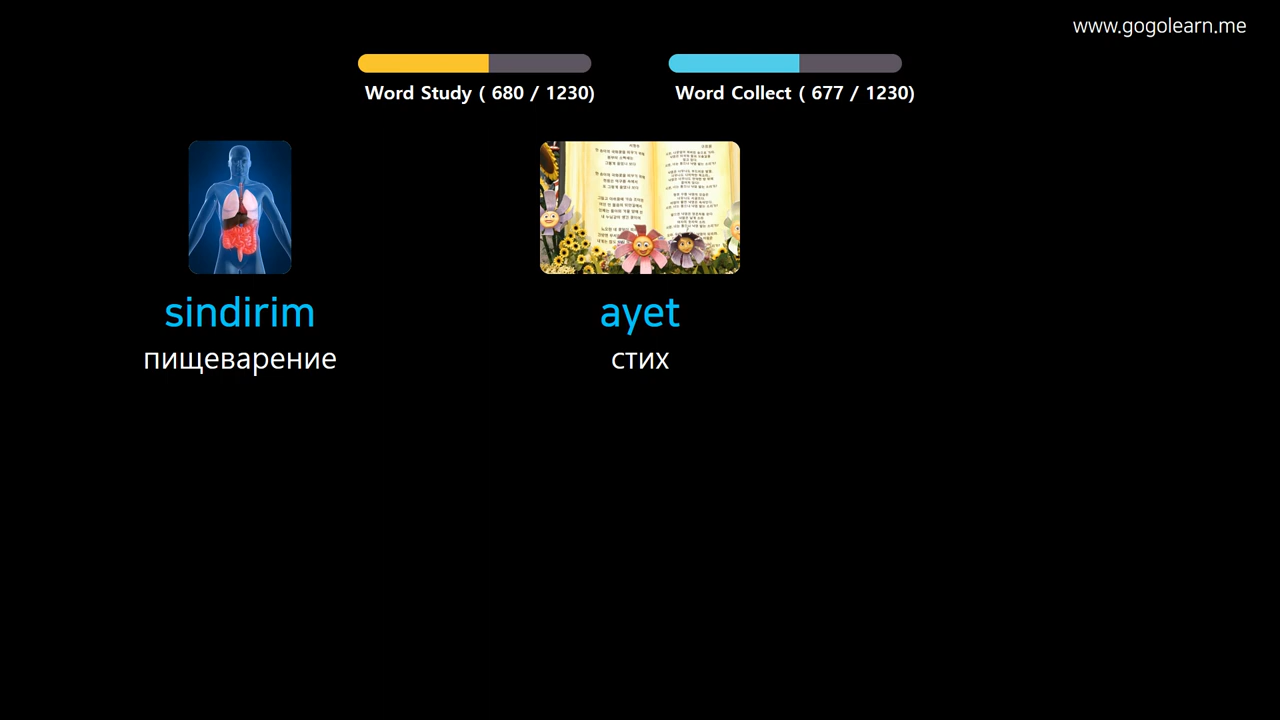 www.gogolearn.me
Word Study ( 680 / 1230)
Word Collect ( 677 / 1230)
sindirim
ayet
пищеварение
стих